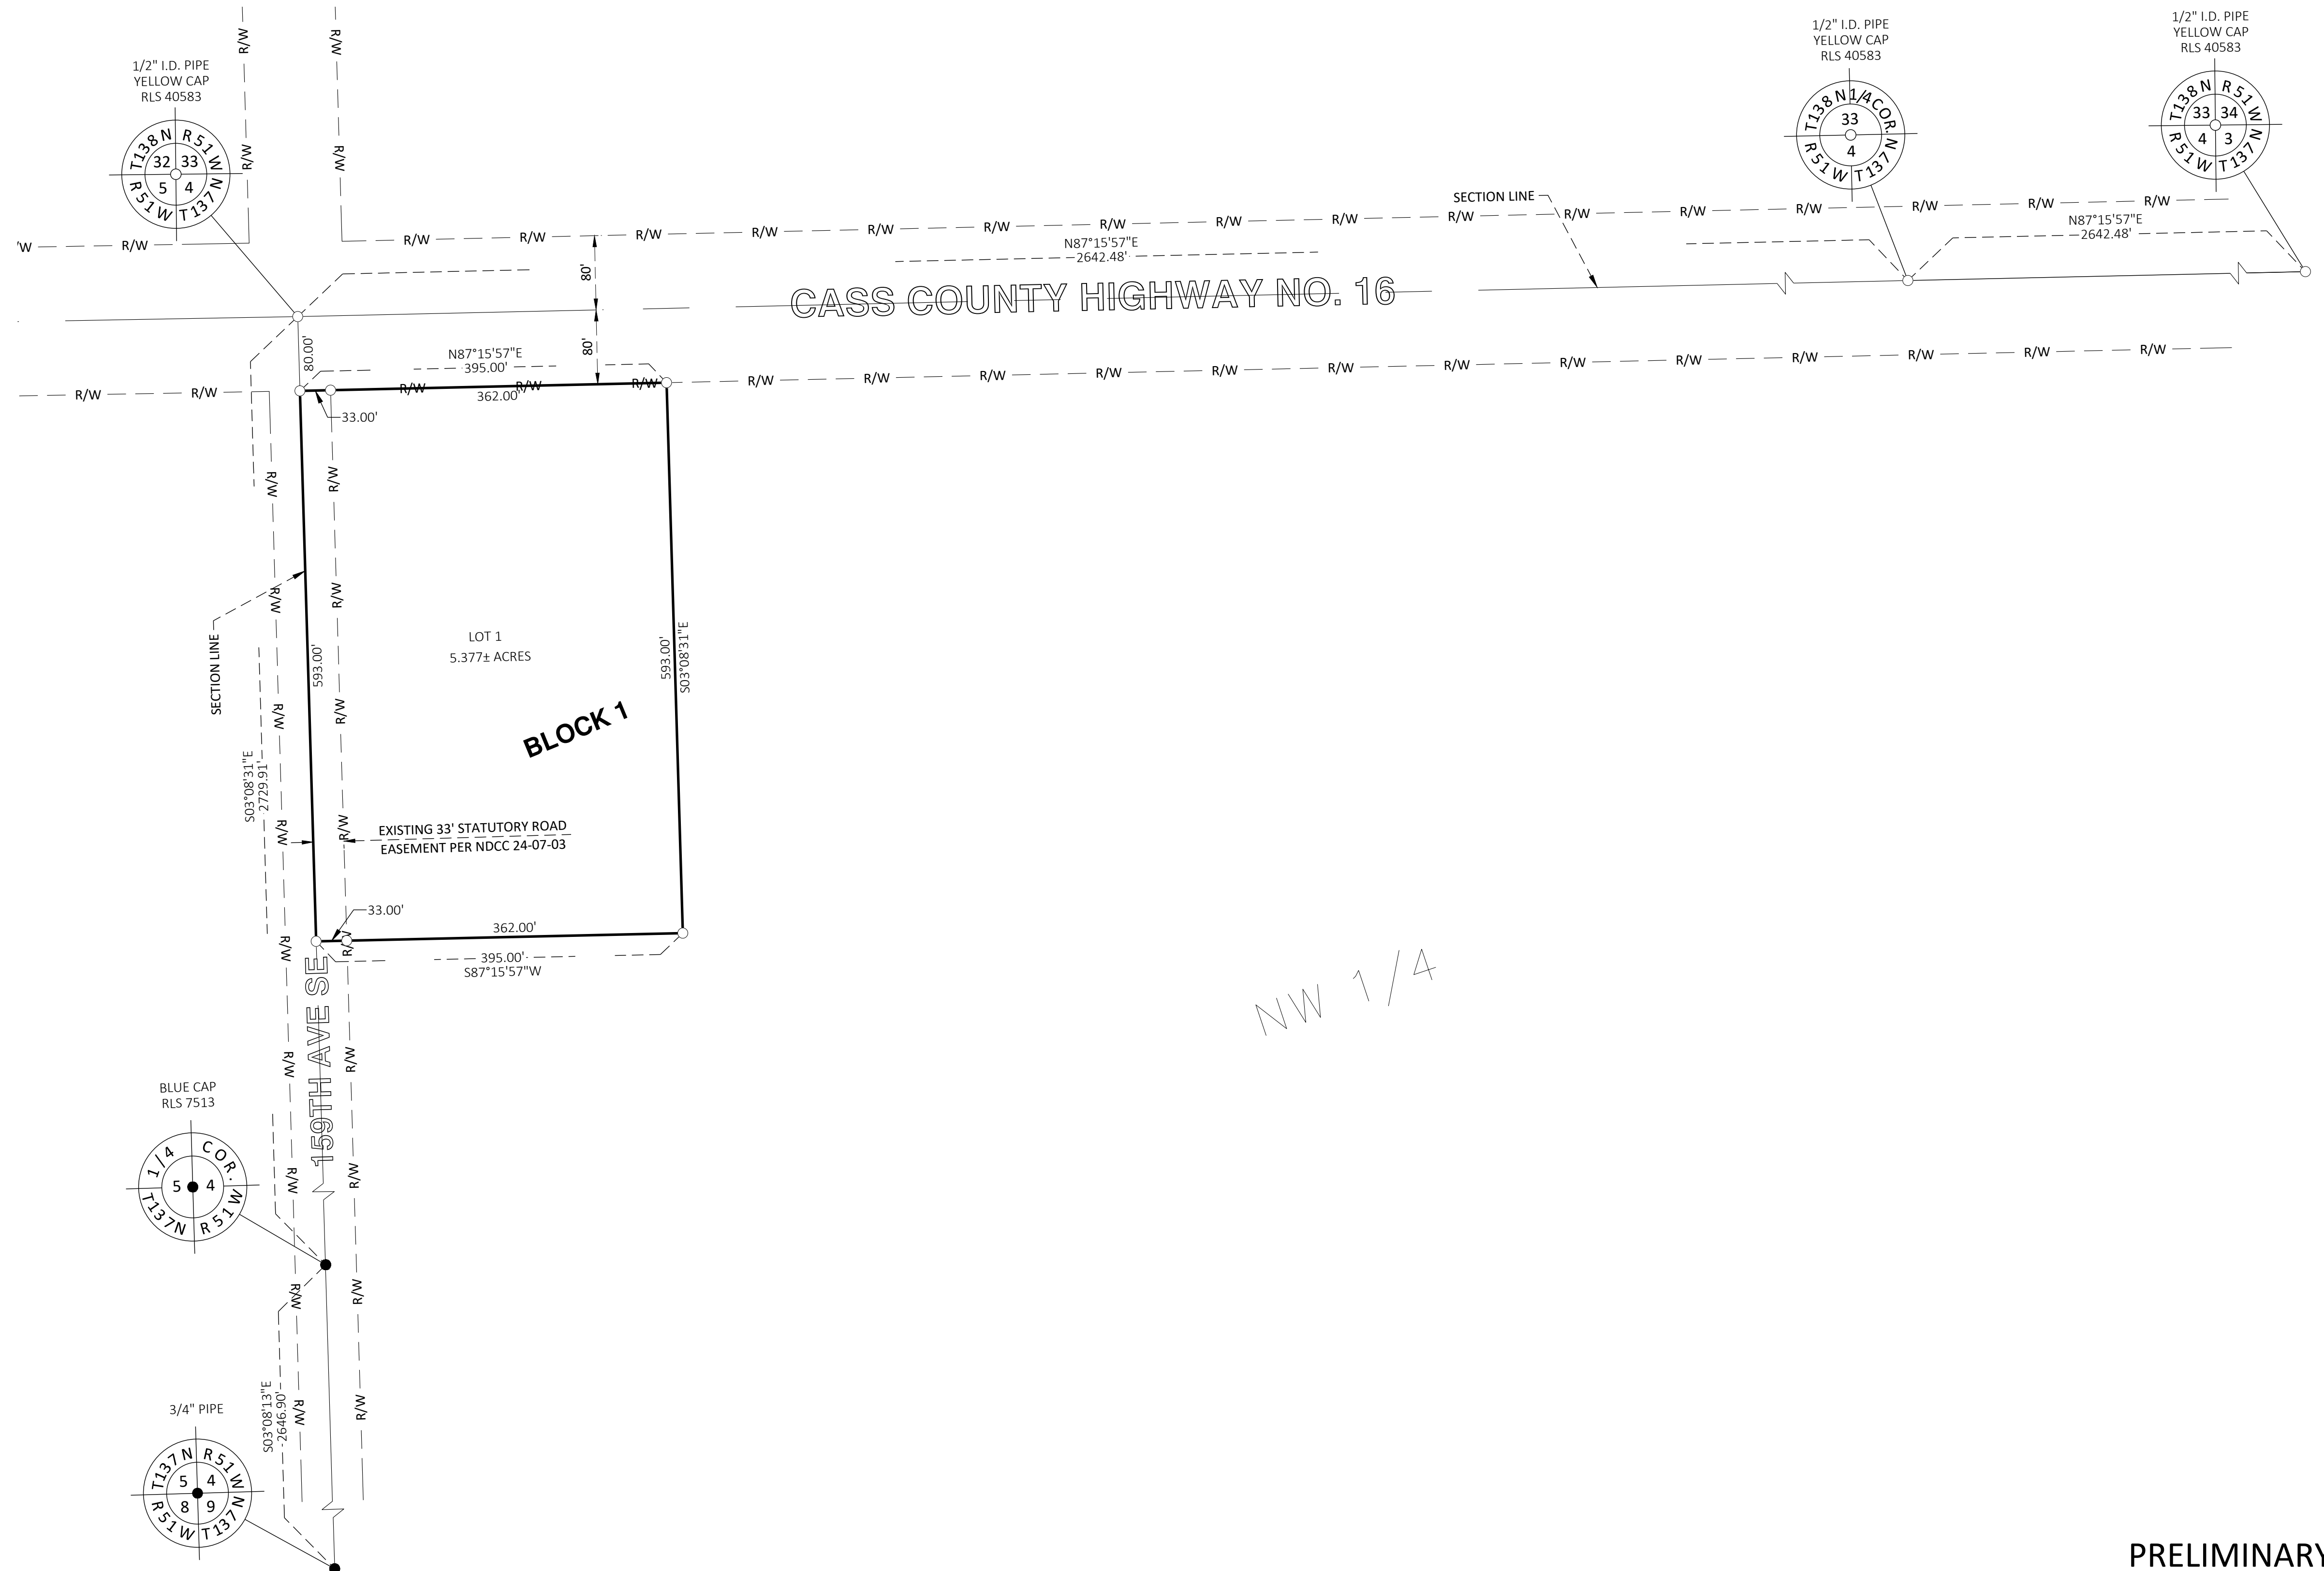 1/2" I.D. PIPE
YELLOW CAP
RLS 40583
T138N R51W
32 33
5 4
R51W T137N
1/2" I.D. PIPE
YELLOW CAP
RLS 40583
T138N 1/4 COR.
33
4
R51W T137N
1/2" I.D. PIPE
YELLOW CAP
RLS 40583
T138N R51W
33 34
4 3
R51W T137N
R/W R/W
R/W R/W
SECTION LINE
/W R/W R/W R/W R/W R/W R/W R/W R/W R/W R/W R/W R/W R/W R/W R/W R/W R/W R/W
N87°15'57"E
2642.48'
N87°15'57"E
2642.48'
80'
CASS COUNTY HIGHWAY NO. 16
80'
80.00'
N87°15'57"E
395.00'
R/W R/W R/W R/W R/W R/W R/W R/W R/W R/W R/W R/W R/W R/W R/W R/W R/W R/W
362.00'
33.00'
R/W R/W
R/W R/W
SECTION LINE
593.00'
LOT 1
5.377± ACRES
593.00'
S03°08'31"E
R/W R/W
BLOCK 1
S03°08'31"E
2729.91'
R/W R/W
EXISTING 33' STATUTORY ROAD
EASEMENT PER NDCC 24-07-03
33.00'
362.00'
R/W R/W
395.00'
S87°15'57"W
159TH AVE SE
NW 1/4
R/W R/W
BLUE CAP
RLS 7513
1/4 COR.
5 4
T137N R51W
R/W R/W
R/W R/W
S03°08'13"E
2646.90'
R/W R/W
3/4" PIPE
T137N R51W
5 4
8 9
R51W T137N
PRELIMINARY